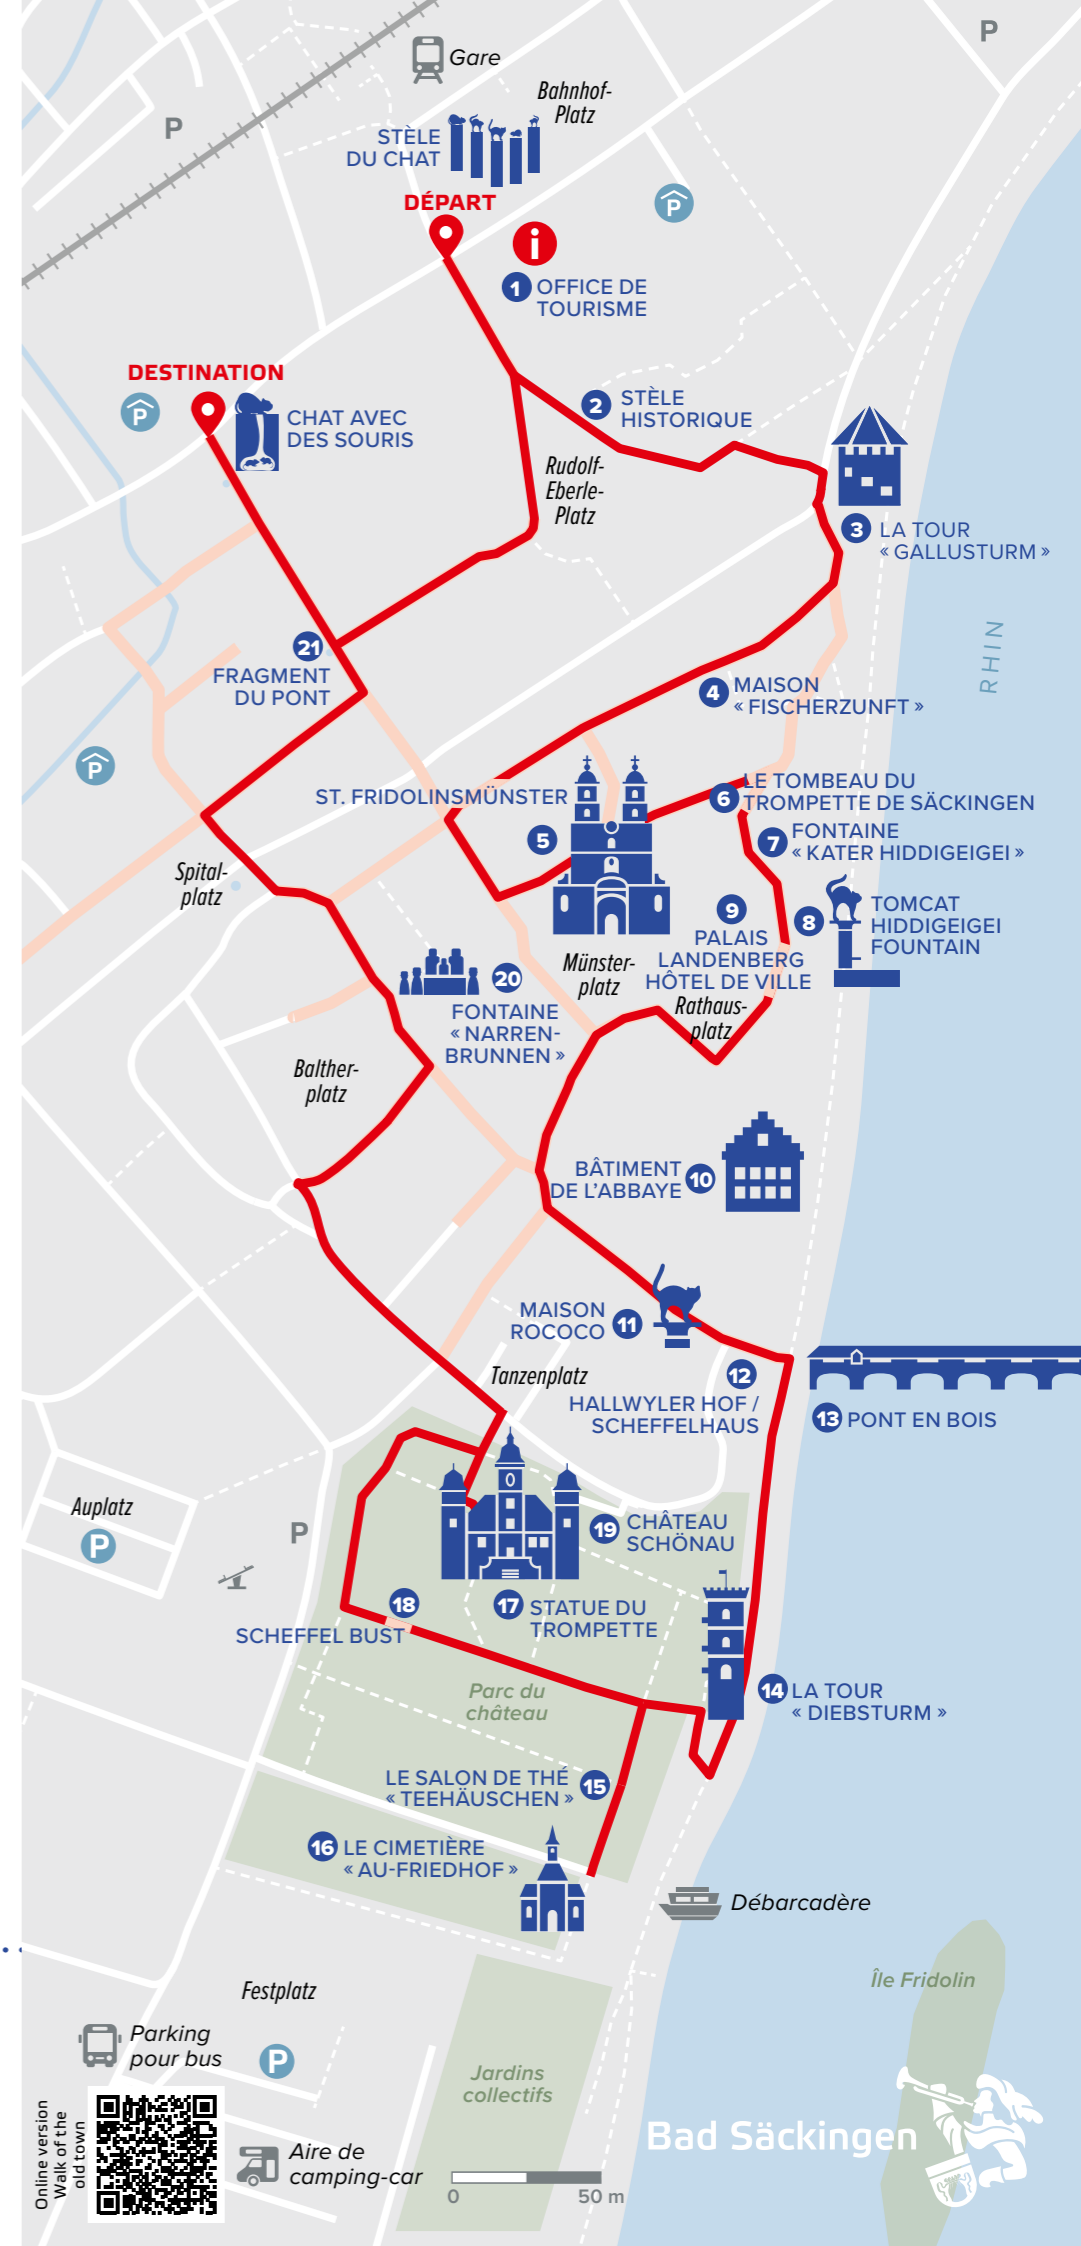 P
Gare
Bahnhof-
Platz
P
STÈLE
DU CHAT
DÉPART
P
i
1 OFFICE DE
TOURISME
DESTINATION
P
CHAT AVEC
DES SOURIS
2 STÈLE
HISTORIQUE
Rudolf-
Eberle-
Platz
3 LA TOUR
« GALLUSTURM »
RHIN
21
FRAGMENT
DU PONT
4 MAISON
« FISCHERZUNFT »
P
ST. FRIDOLINSMÜNSTER
5
6 LE TOMBEAU DU
TROMPETTE DE SÄCKINGEN
7 FONTAINE
« KATER HIDDIGEIGEI »
Spital-
platz
8 TOMCAT
HIDDIGEIGEI
FOUNTAIN
9
PALAIS
LANDENBERG
HÔTEL DE VILLE
Münster-
platz
Rathaus-
platz
20
FONTAINE
« NARREN-
BRUNNEN »
Balther-
platz
BÂTIMENT
DE L'ABBAYE 10
MAISON
ROCOCO 11
Tanzenplatz
12
HALLWYLER HOF /
SCHEFFELHAUS
13 PONT EN BOIS
Auplatz
P
P
19 CHÂTEAU
SCHÖNAU
18
SCHEFFEL BUST
17 STATUE DU
TROMPETTE
14 LA TOUR
« DIEBSTURM »
Parc du
château
LE SALON DE THÉ
« TEEHÄUSCHEN » 15
16 LE CIMETIÈRE
« AU-FRIEDHOF »
Débarcadère
Île Fridolin
Festplatz
Parking
pour bus
P
Jardins
collectifs
Online version
Walk of the
old town
Aire de
camping-car
0 50 m
Bad Säckingen